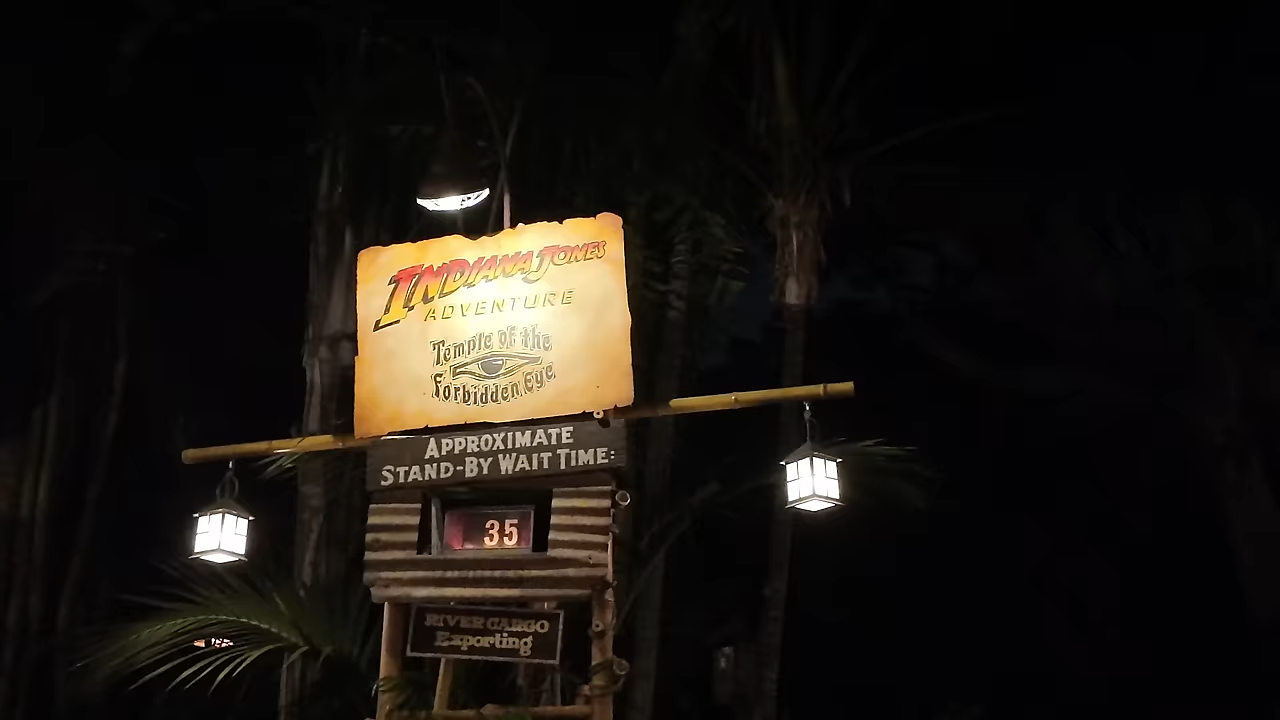 INDIANA JONES
ADVENTURE
Temple of the
Forbidden Eye
APPROXIMATE
STAND-BY WAIT TIME:
35
RIVER CARGO
Exporting